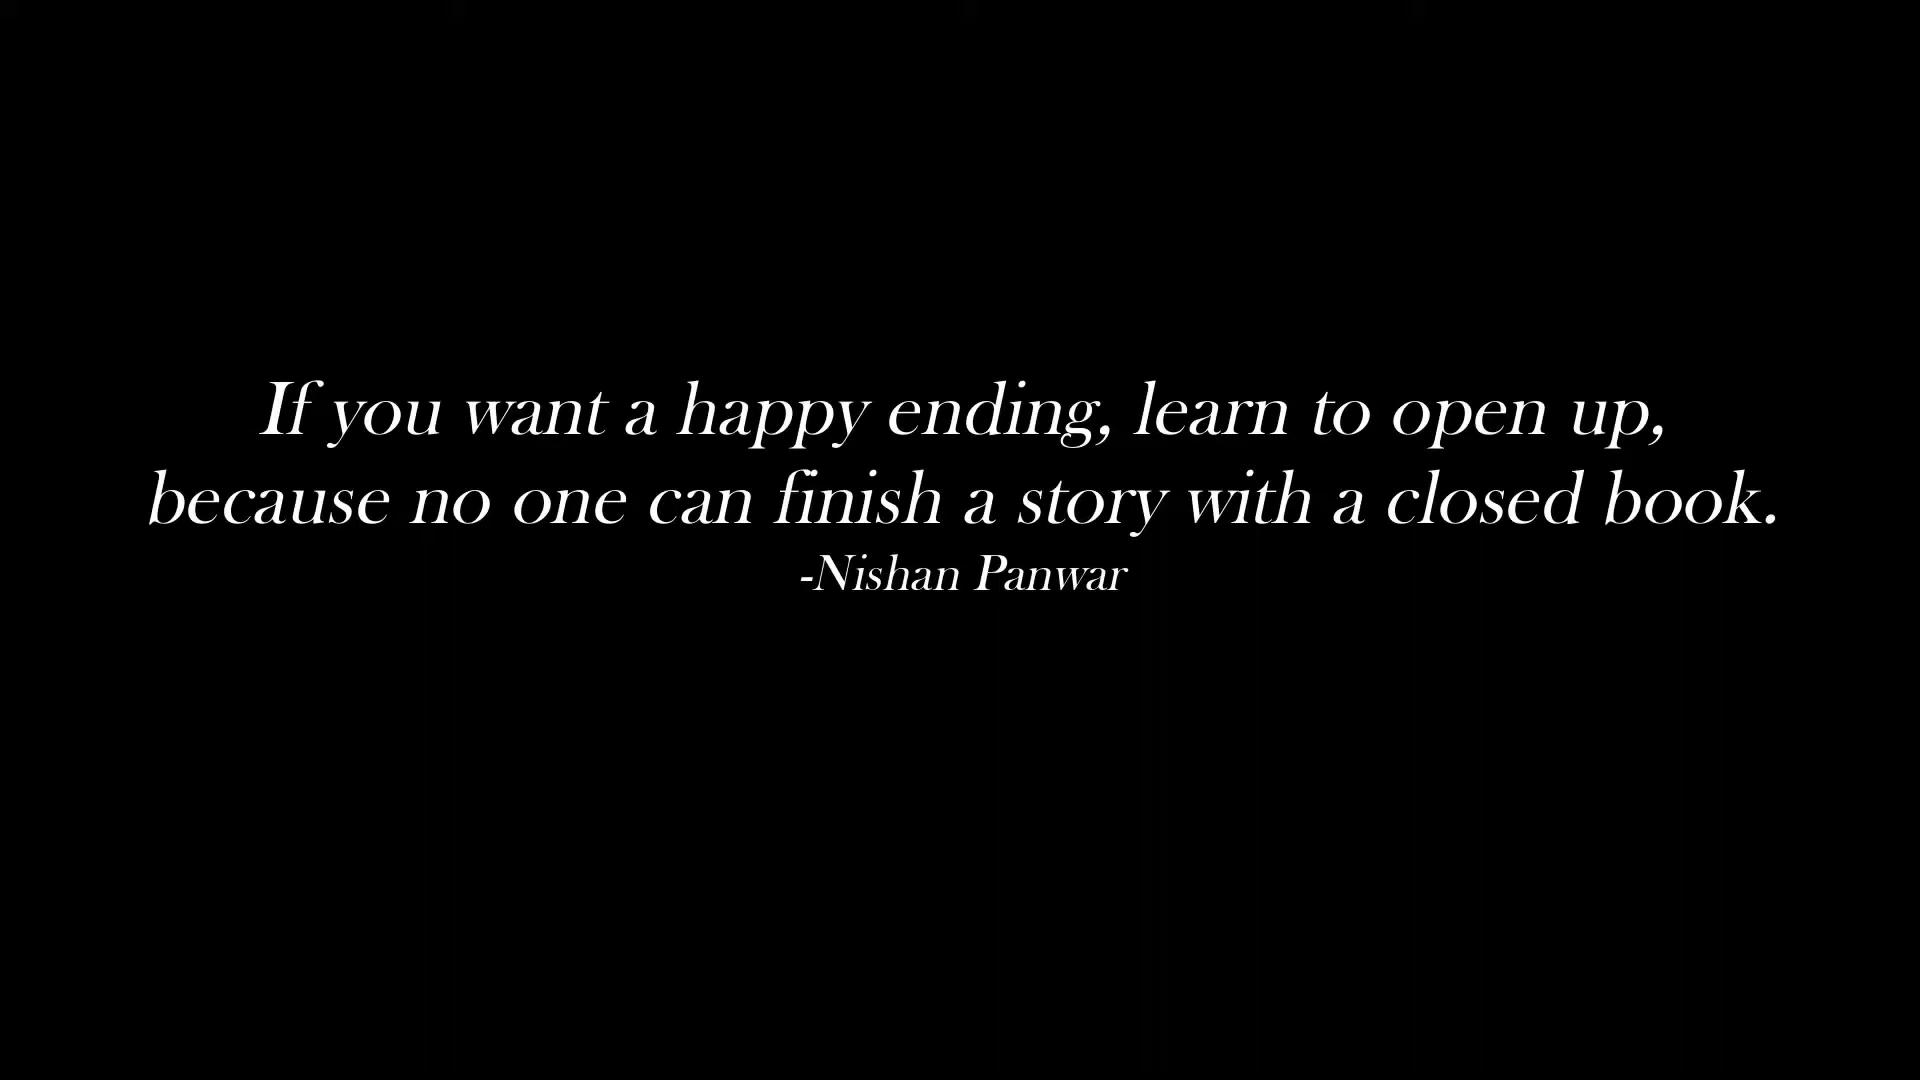 If you want a happy ending, learn to open up,
because no one can finish a story with a closed book.
-Nishan Panwar